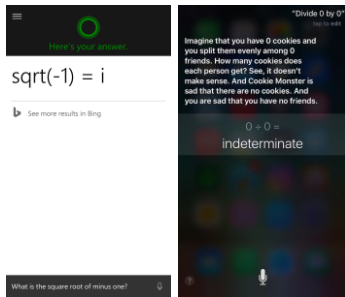 Here's your answer.
sqrt(-1) = i
See more results in Bing
What is the square root of minus one?
"Divide 0 by 0"
tap to edit
Imagine that you have 0 cookies and
you split them evenly among 0
friends. How many cookies does
each person get? See, it doesn't
make sense. And Cookie Monster is
sad that there are no cookies. And
you are sad that you have no friends.
0 ÷ 0 =
indeterminate